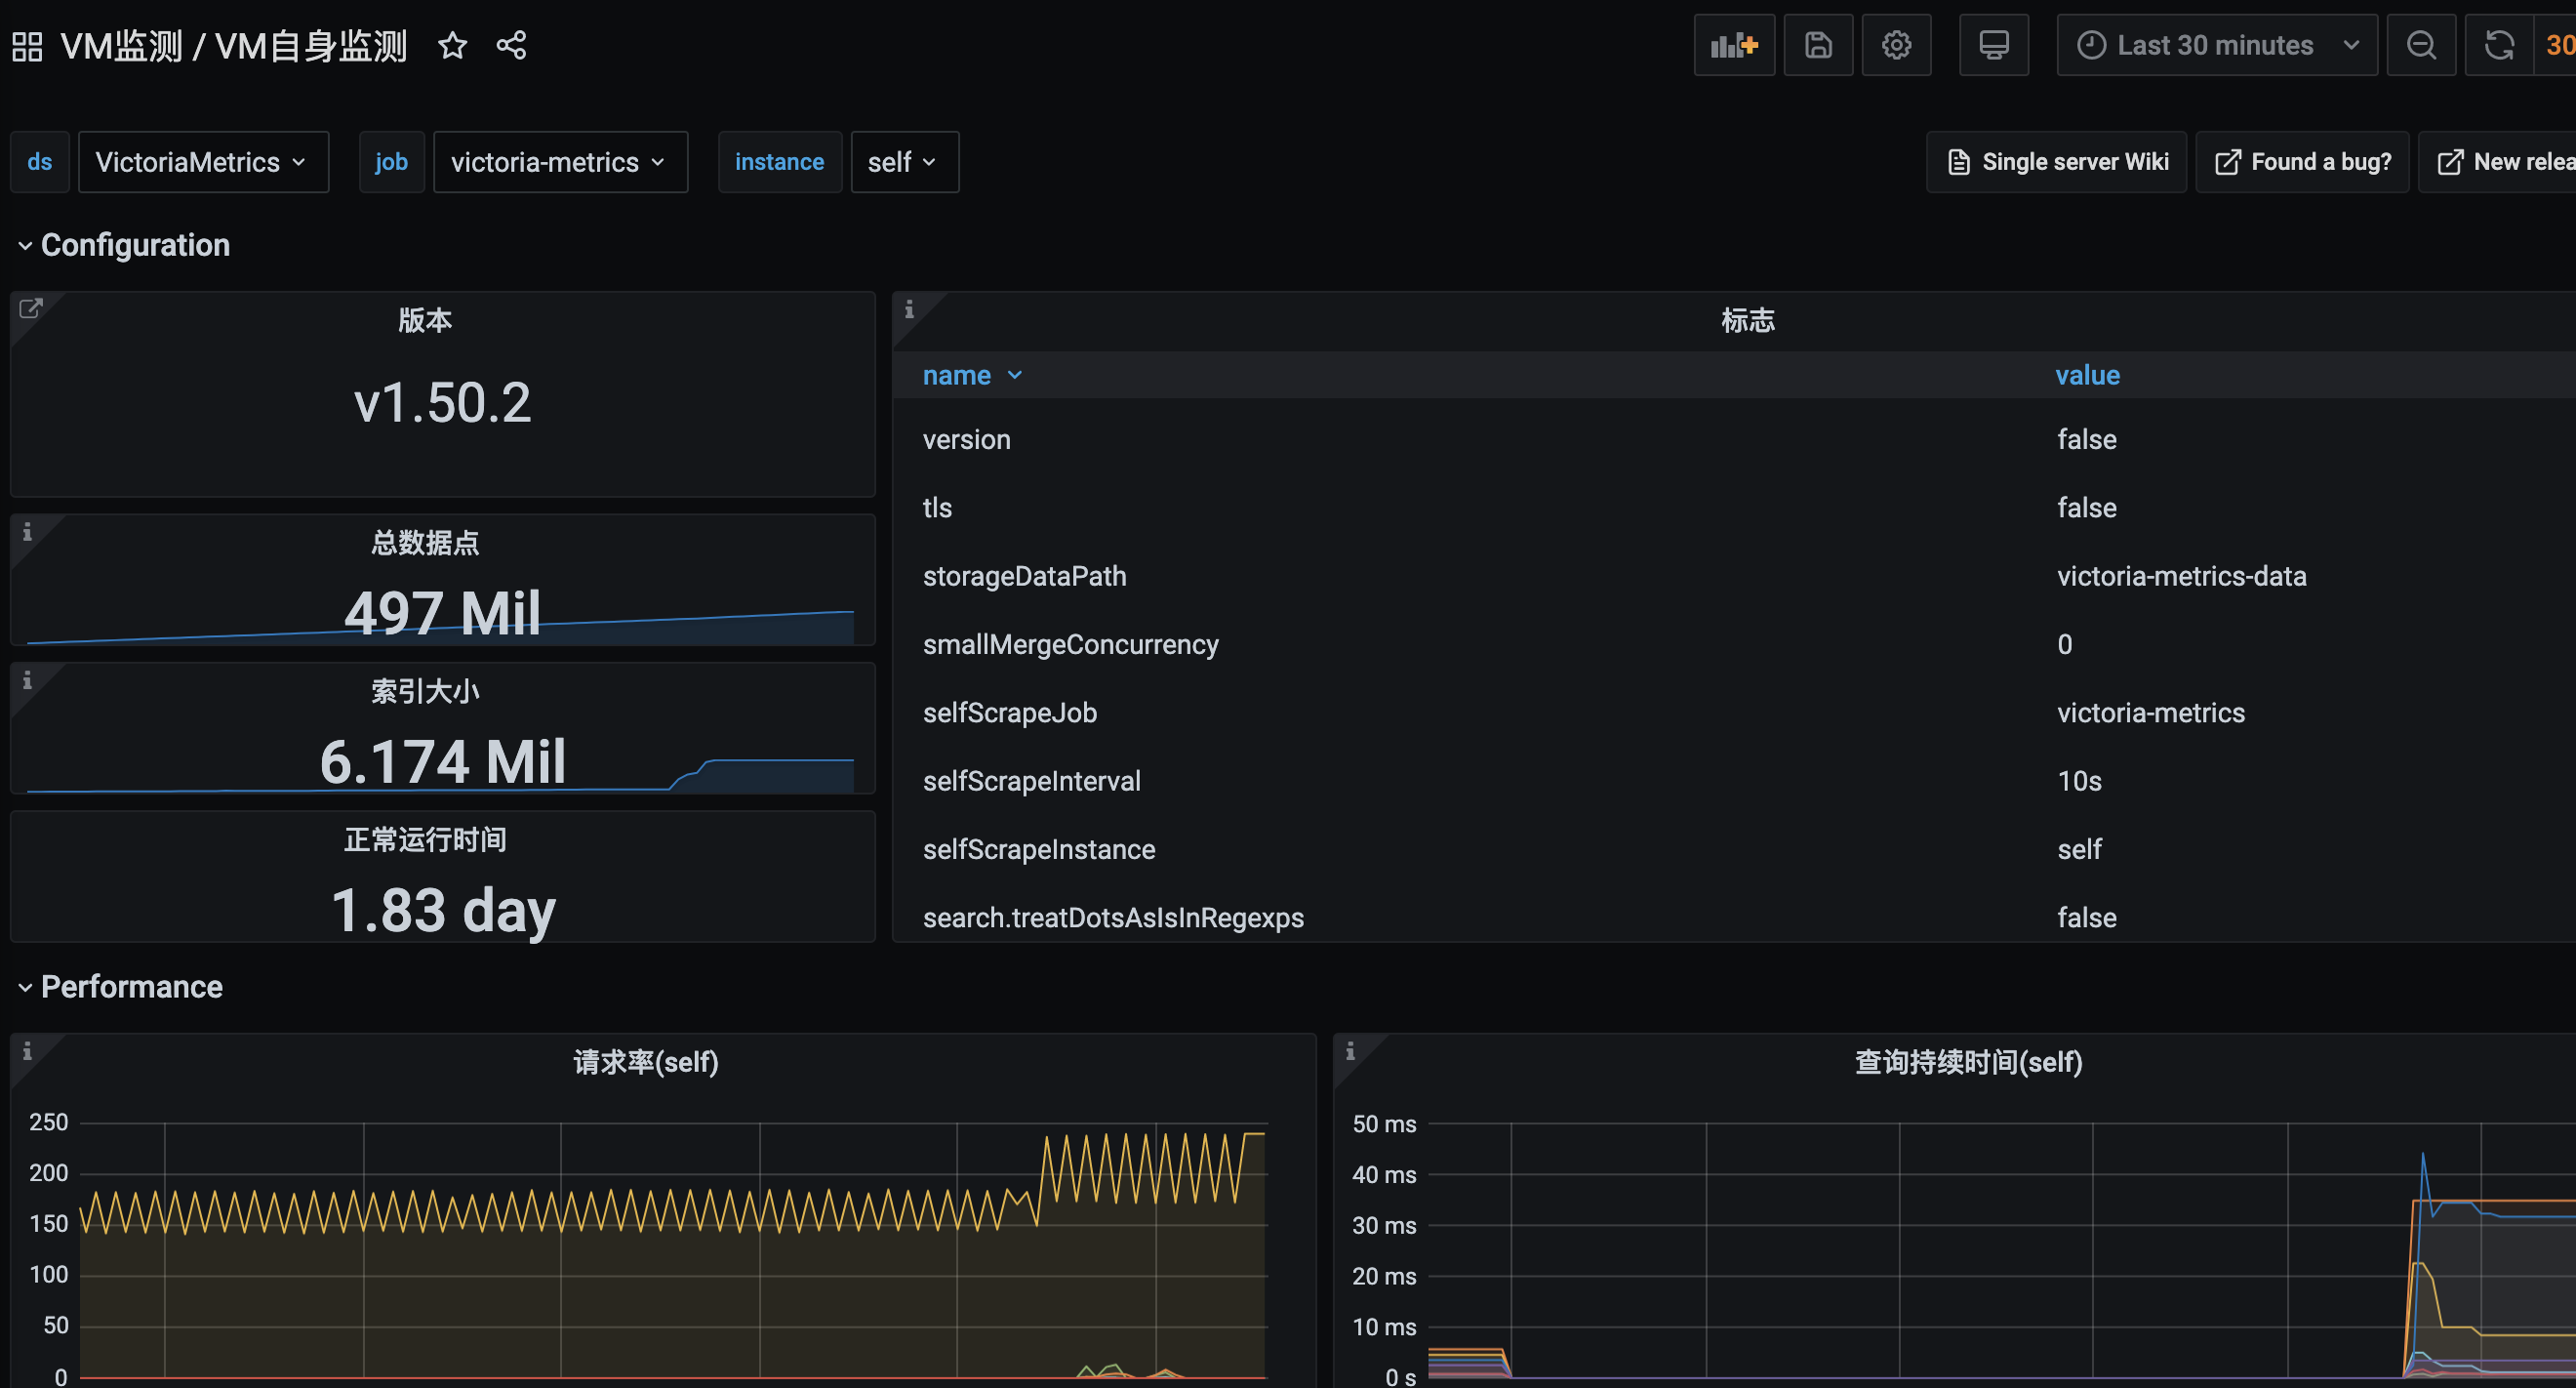 VM监测 / VM自身监测
Last 30 minutes
30
ds
VictoriaMetrics
job
victoria-metrics
instance
self
Single server Wiki
Found a bug?
New relea
Configuration
版本
v1.50.2
总数据点
497 Mil
索引大小
6.174 Mil
正常运行时间
1.83 day
标志
name value
version false
tls false
storageDataPath victoria-metrics-data
smallMergeConcurrency 0
selfScrapeJob victoria-metrics
selfScrapeInterval 10s
selfScrapeInstance self
search.treatDotsAsIsInRegexps false
Performance
请求率(self)
250
200
150
100
50
0
查询持续时间(self)
50 ms
40 ms
30 ms
20 ms
10 ms
0 s